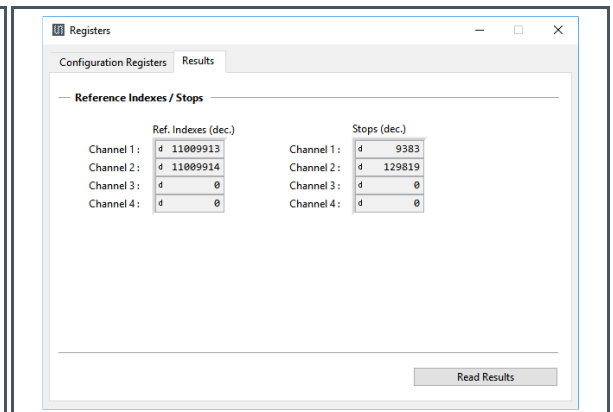 Registers
Configuration Registers Results
Reference Indexes / Stops
Ref. Indexes (dec.) Stops (dec.)
Channel 1 : d 11009913 Channel 1 : d 9383
Channel 2 : d 11009914 Channel 2 : d 129819
Channel 3 : d 0 Channel 3 : d 0
Channel 4 : d 0 Channel 4 : d 0
Read Results